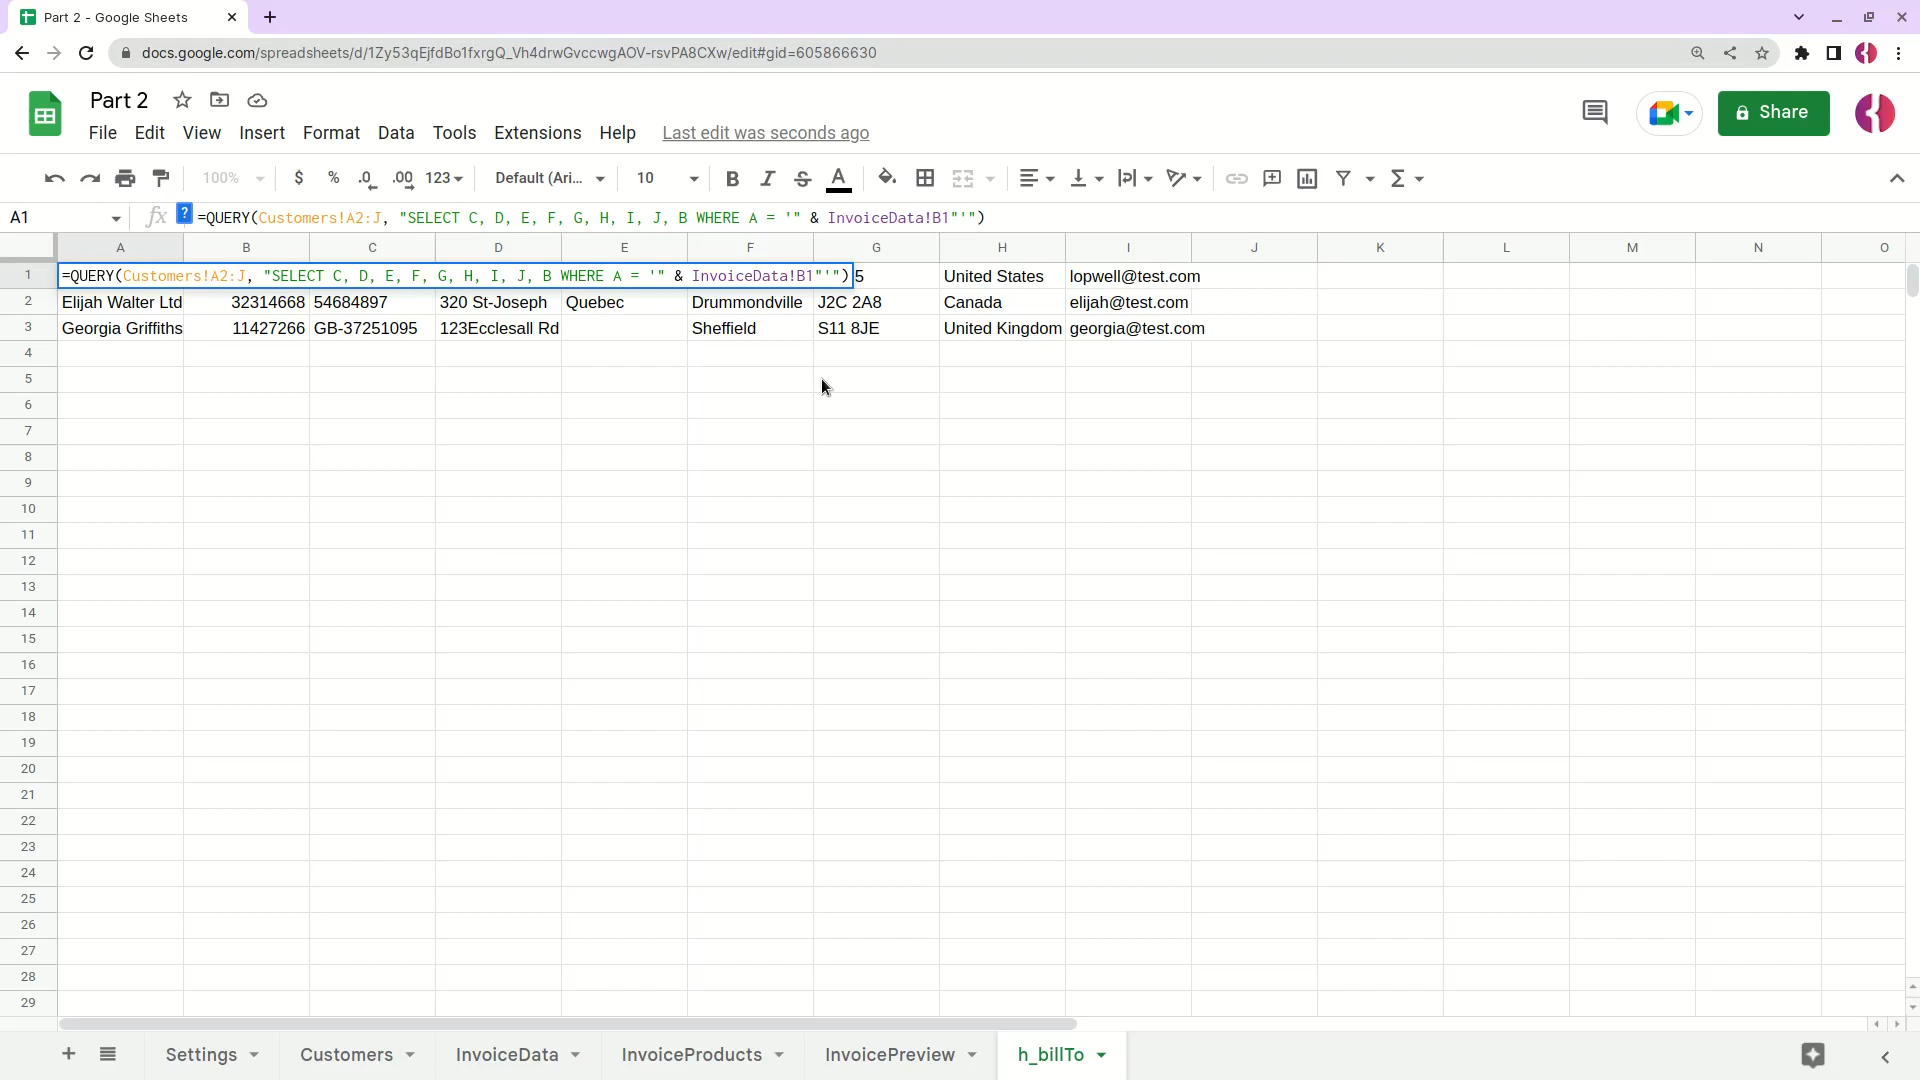 Part 2 - Google Sheets
docs.google.com/spreadsheets/d/1Zy53qEjfdBo1fxrgQ_Vh4drwGvccwgAOV-rsvPA8CXw/edit#gid=605866630
Part 2
File Edit View Insert Format Data Tools Extensions Help Last edit was seconds ago
Share
100% $ % .0 .00 123 Default (Ari... 10 B I S A Σ
A1 fx ? =QUERY(Customers!A2:J, "SELECT C, D, E, F, G, H, I, J, B WHERE A = '" & InvoiceData!B1"'")
A B C D E F G H I J K L M N O
1 =QUERY(Customers!A2:J, "SELECT C, D, E, F, G, H, I, J, B WHERE A = '" & InvoiceData!B1"'") 5 United States lopwell@test.com
2 Elijah Walter Ltd 32314668 54684897 320 St-Joseph Quebec Drummondville J2C 2A8 Canada elijah@test.com
3 Georgia Griffiths 11427266 GB-37251095 123Ecclesall Rd Sheffield S11 8JE United Kingdom georgia@test.com
4
5
6
7
8
9
10
11
12
13
14
15
16
17
18
19
20
21
22
23
24
25
26
27
28
29
Settings Customers InvoiceData InvoiceProducts InvoicePreview h_billTo